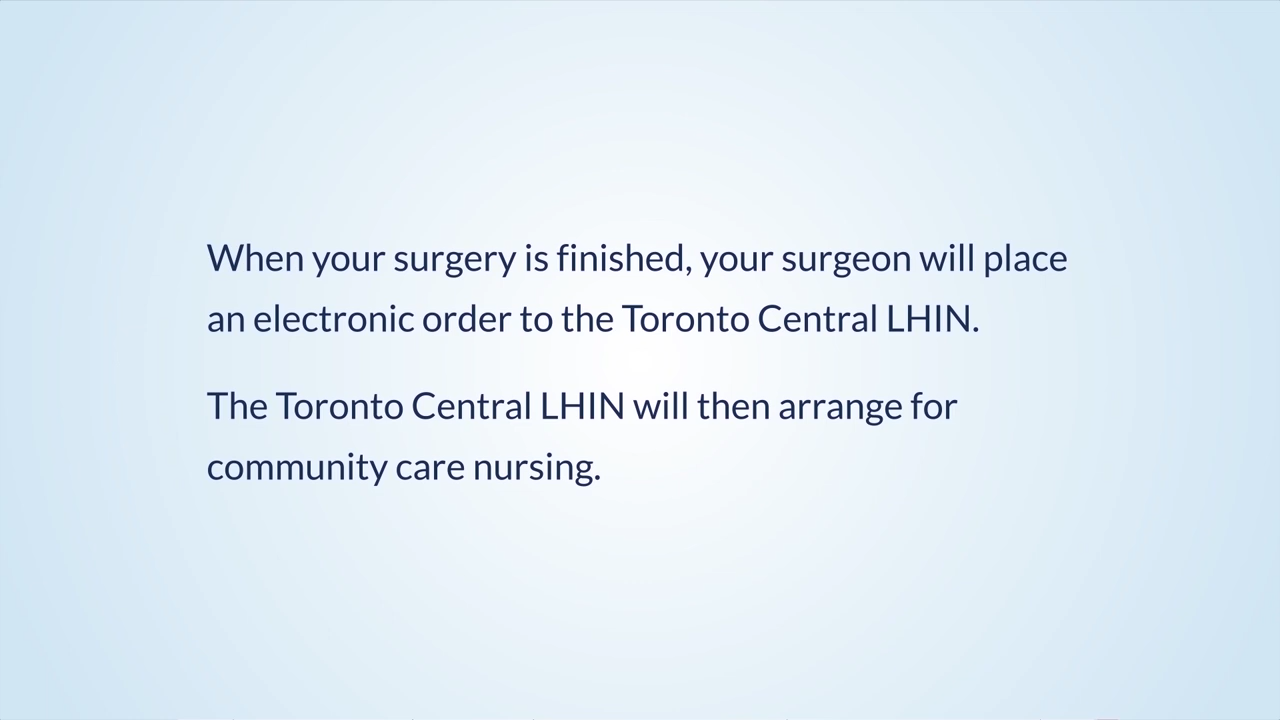 When your surgery is finished, your surgeon will place
an electronic order to the Toronto Central LHIN.
The Toronto Central LHIN will then arrange for
community care nursing.